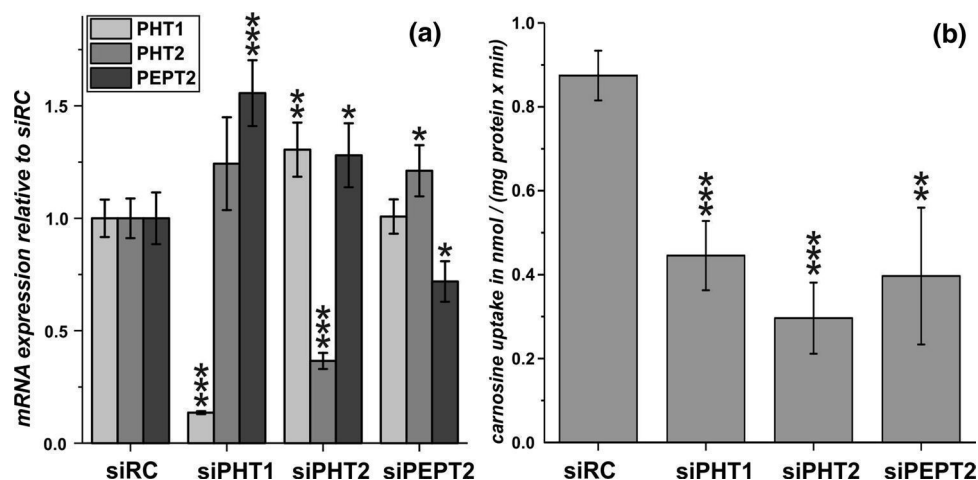 (a)
PHT1
PHT2
PEPT2
mRNA expression relative to siRC
1.5
1.0
0.5
0.0
***
***
**
***
*
*
*
siRC siPHT1 siPHT2 siPEPT2
(b)
carnosine uptake in nmol / (mg protein x min)
1.0
0.8
0.6
0.4
0.2
0.0
***
***
**
siRC siPHT1 siPHT2 siPEPT2